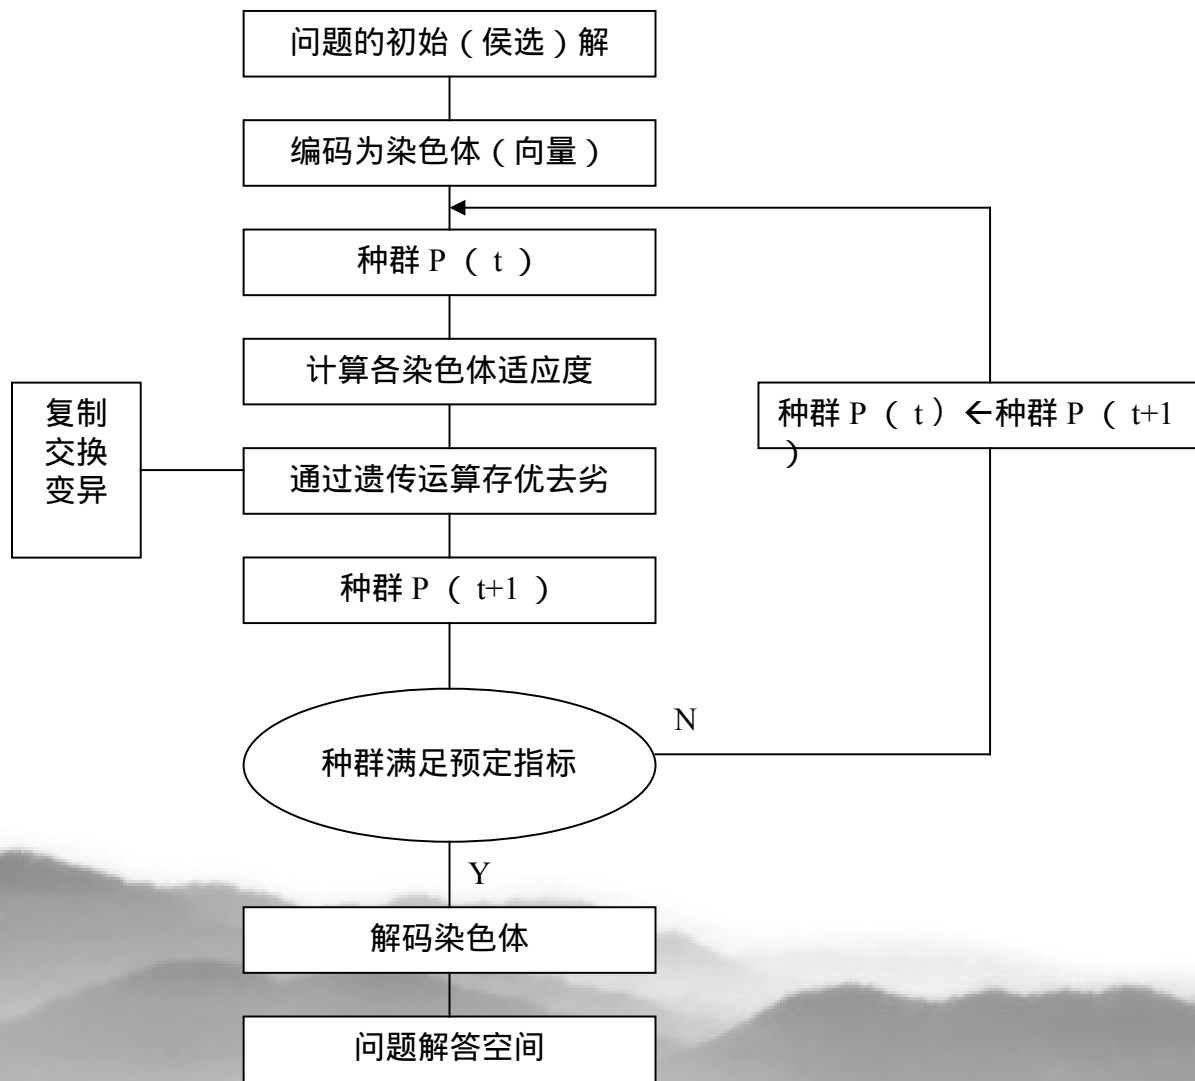 问题的初始（侯选）解
编码为染色体（向量）
种群 P （ t ）
计算各染色体适应度
复制
交换
变异
种群 P （ t ）←种群 P （ t+1
）
通过遗传运算存优去劣
种群 P （ t+1 ）
N
种群满足预定指标
Y
解码染色体
问题解答空间